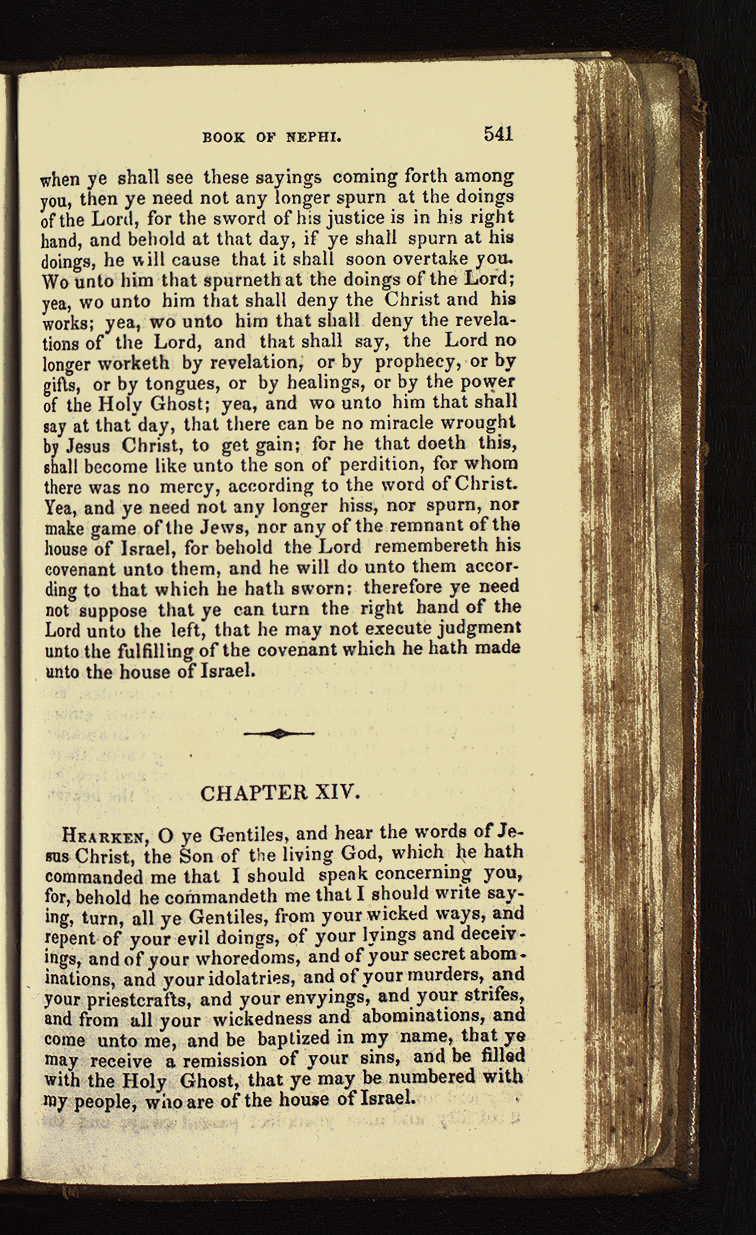 BOOK OF NEPHI. 541
when ye shall see these sayings coming forth among
you, then ye need not any longer spurn at the doings
of the Lord, for the sword of his justice is in his right
hand, and behold at that day, if ye shall spurn at his
doings, he will cause that it shall soon overtake you.
Wo unto him that spurneth at the doings of the Lord;
yea, wo unto him that shall deny the Christ and his
works; yea, wo unto him that shall deny the revela-
tions of the Lord, and that shall say, the Lord no
longer worketh by revelation, or by prophecy, or by
gifts, or by tongues, or by healings, or by the power
of the Holy Ghost; yea, and wo unto him that shall
say at that day, that there can be no miracle wrought
by Jesus Christ, to get gain; for he that doeth this,
shall become like unto the son of perdition, for whom
there was no mercy, according to the word of Christ.
Yea, and ye need not any longer hiss, nor spurn, nor
make game of the Jews, nor any of the remnant of the
house of Israel, for behold the Lord remembereth his
covenant unto them, and he will do unto them accor-
ding to that which he hath sworn; therefore ye need
not suppose that ye can turn the right hand of the
Lord unto the left, that he may not execute judgment
unto the fulfilling of the covenant which he hath made
unto the house of Israel.
CHAPTER XIV.
HEARKEN, O ye Gentiles, and hear the words of Je-
sus Christ, the Son of the living God, which he hath
commanded me that I should speak concerning you,
for, behold he commandeth me that I should write say-
ing, turn, all ye Gentiles, from your wicked ways, and
repent of your evil doings, of your lyings and deceiv-
ings, and of your whoredoms, and of your secret abom-
inations, and your idolatries, and of your murders, and
your priestcrafts, and your envyings, and your strifes,
and from all your wickedness and abominations, and
come unto me, and be baptized in my name, that ye
may receive a remission of your sins, and be filled
with the Holy Ghost, that ye may be numbered with
my people, who are of the house of Israel.